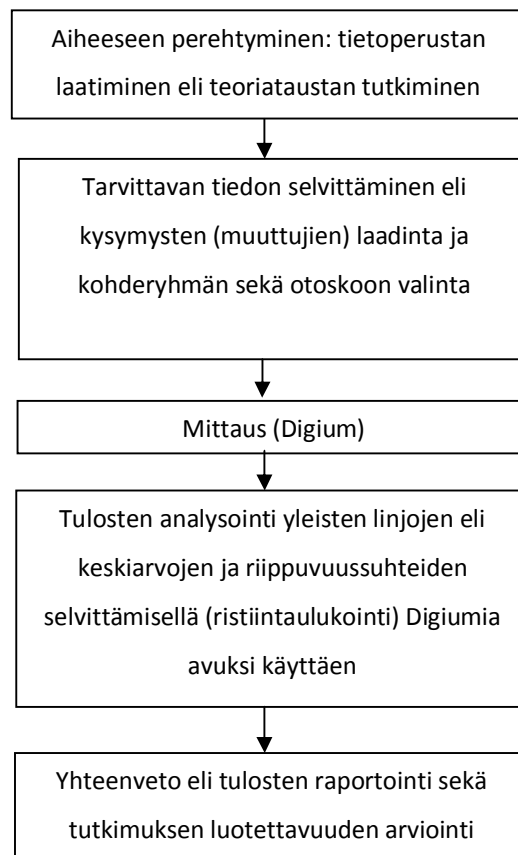 Aiheeseen perehtyminen: tietoperustan
laatiminen eli teoriataustan tutkiminen
Tarvittavan tiedon selvittäminen eli
kysymysten (muuttujien) laadinta ja
kohderyhmän sekä otoskoon valinta
Mittaus (Digium)
Tulosten analysointi yleisten linjojen eli
keskiarvojen ja riippuvuussuhteiden
selvittämisellä (ristiintaulukointi) Digiumia
avuksi käyttäen
Yhteenveto eli tulosten raportointi sekä
tutkimuksen luotettavuuden arviointi